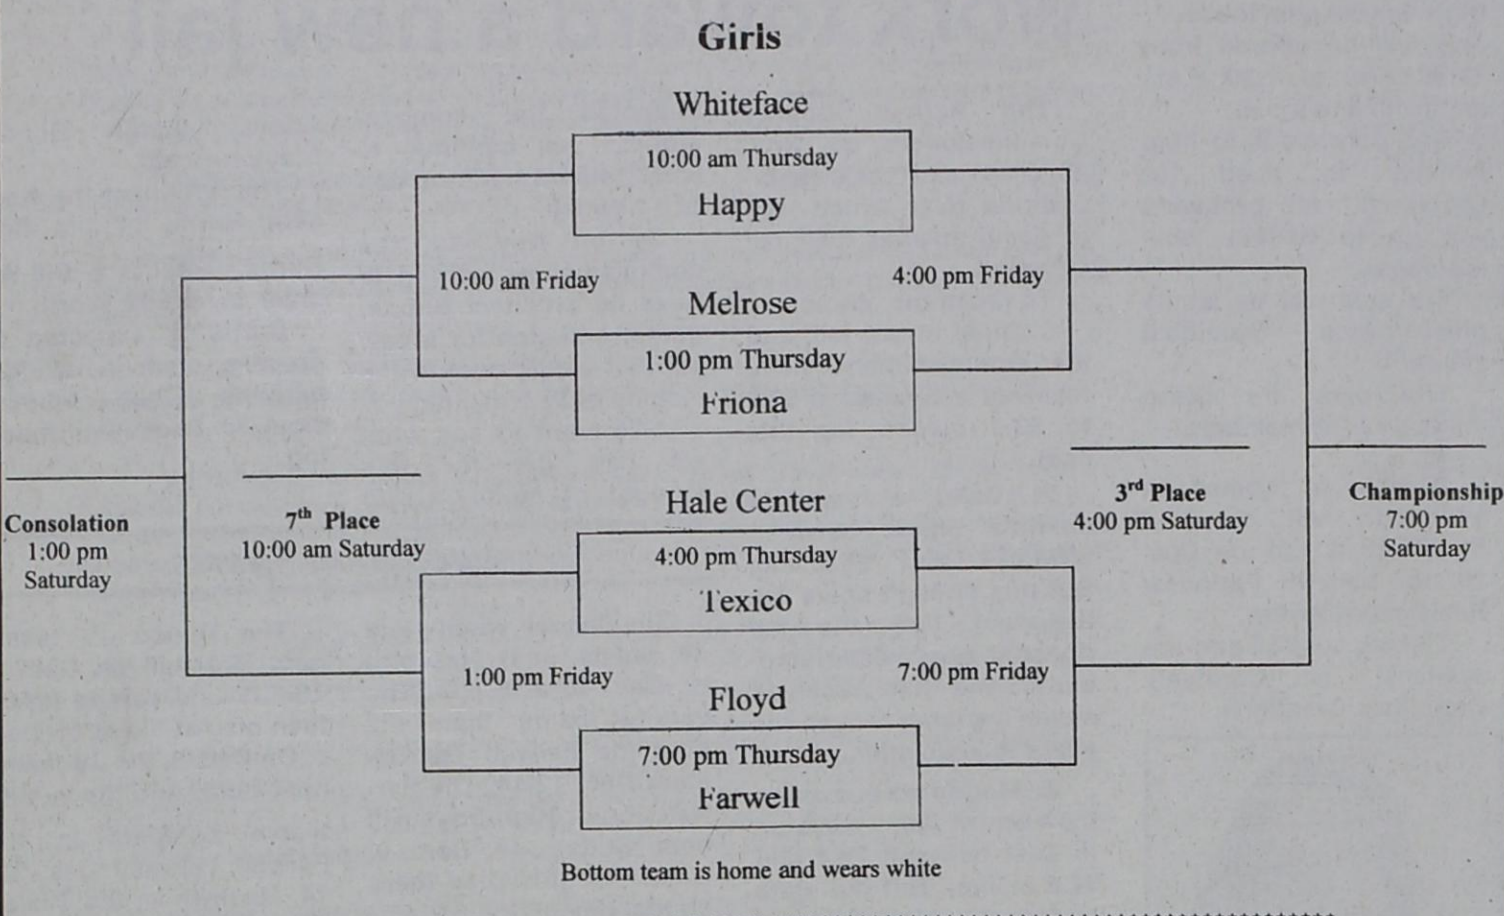 Girls
Whiteface
10:00 am Thursday
Happy
10:00 am Friday
4:00 pm Friday
Melrose
1:00 pm Thursday
Friona
Hale Center
4:00 pm Thursday
Texico
Consolation
1:00 pm
Saturday
7th Place
10:00 am Saturday
3rd Place
4:00 pm Saturday
Championship
7:00 pm
Saturday
1:00 pm Friday
7:00 pm Friday
Floyd
7:00 pm Thursday
Farwell
Bottom team is home and wears white